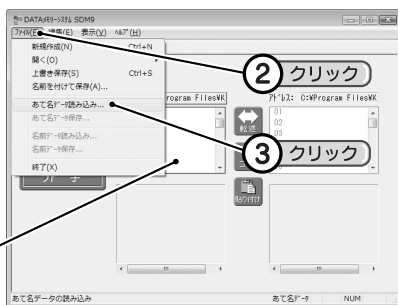 DATAﾒﾓﾘｰｼｽﾃﾑ SDM9
ﾌｧｲﾙ(F) 編集(E) 表示(V) ﾍﾙﾌﾟ(H)
新規作成(N) Ctrl+N
開く(O)
上書き保存(S) Ctrl+S
名前を付けて保存(A)...
あて名ﾃﾞｰﾀ読み込み...
あて名ﾃﾞｰﾀ保存...
名前ﾃﾞｰﾀ読み込み...
名前ﾃﾞｰﾀ保存...
終了(X)
② クリック
③ クリック
rogram Files¥K
ｱﾄﾞﾚｽ: C:¥Program Files¥K
01
02
03
転送
貼り付け
あて名データの読み込み
あて名ﾃﾞｰﾀ
NUM